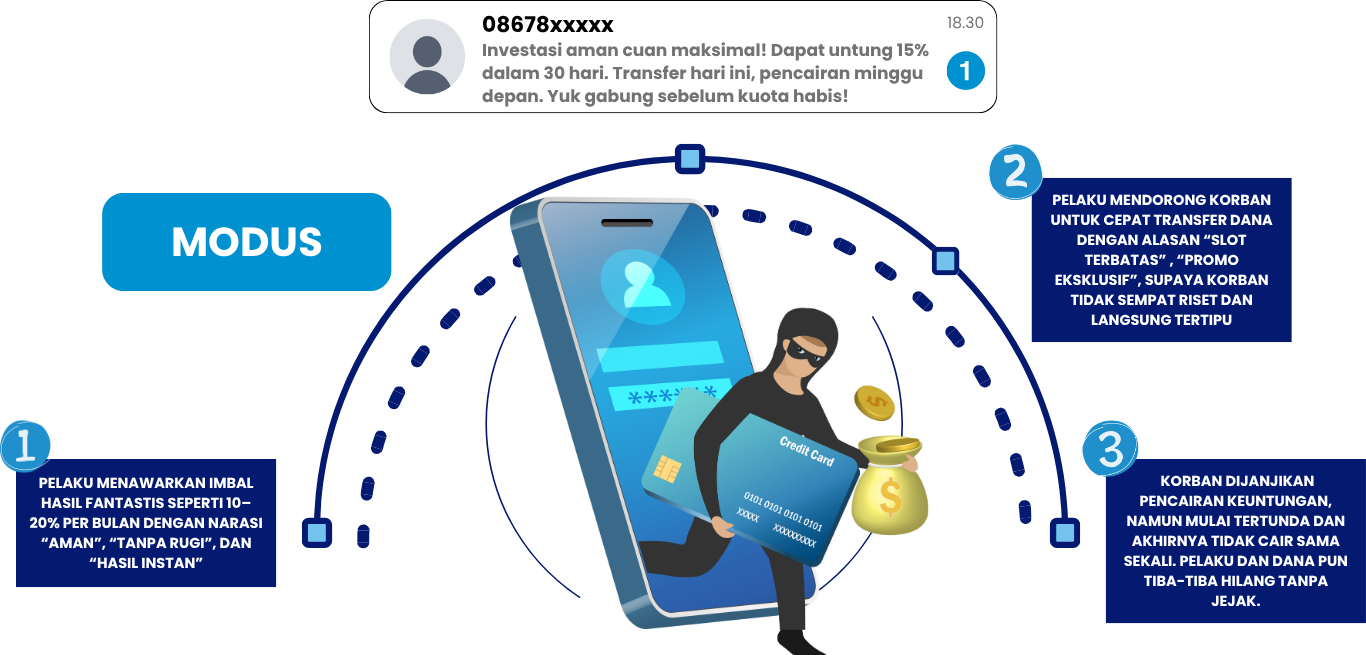 08678xxxxx
18.30
Investasi aman cuan maksimal! Dapat untung 15%
dalam 30 hari. Transfer hari ini, pencairan minggu
depan. Yuk gabung sebelum kuota habis!
1
MODUS
1
PELAKU MENAWARKAN IMBAL
HASIL FANTASTIS SEPERTI 10–
20% PER BULAN DENGAN NARASI
“AMAN”, “TANPA RUGI”, DAN
“HASIL INSTAN”
2
PELAKU MENDORONG KORBAN
UNTUK CEPAT TRANSFER DANA
DENGAN ALASAN “SLOT
TERBATAS” , “PROMO
EKSKLUSIF”, SUPAYA KORBAN
TIDAK SEMPAT RISET DAN
LANGSUNG TERTIPU
3
KORBAN DIJANJIKAN
PENCAIRAN KEUNTUNGAN,
NAMUN MULAI TERTUNDA DAN
AKHIRNYA TIDAK CAIR SAMA
SEKALI. PELAKU DAN DANA PUN
TIBA-TIBA HILANG TANPA
JEJAK.
******
Credit Card
0101 0101 0101 0101
XXXXX XXXXXXXXXX
$
$